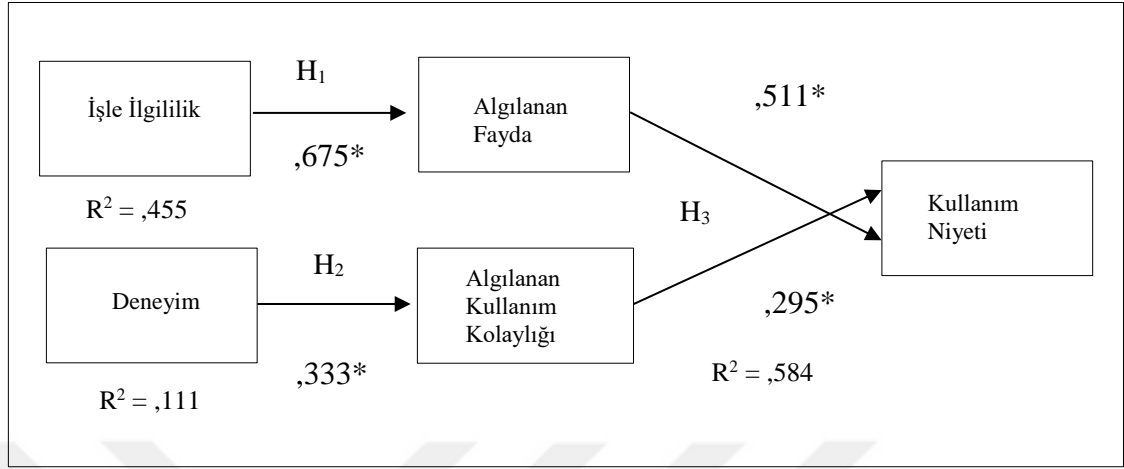 H₁
İşle İlgililik
Algılanan
Fayda
,511*
,675*
R² = ,455
Kullanım
Niyeti
H₃
H₂
Deneyim
Algılanan
Kullanım
Kolaylığı
,295*
,333*
R² = ,584
R² = ,111